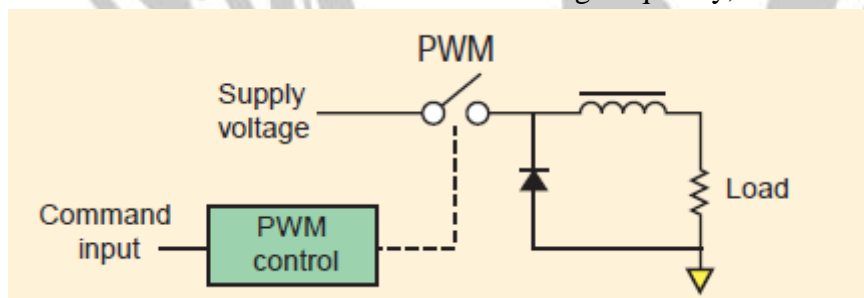 PWM
Supply
voltage
Load
Command
input
PWM
control